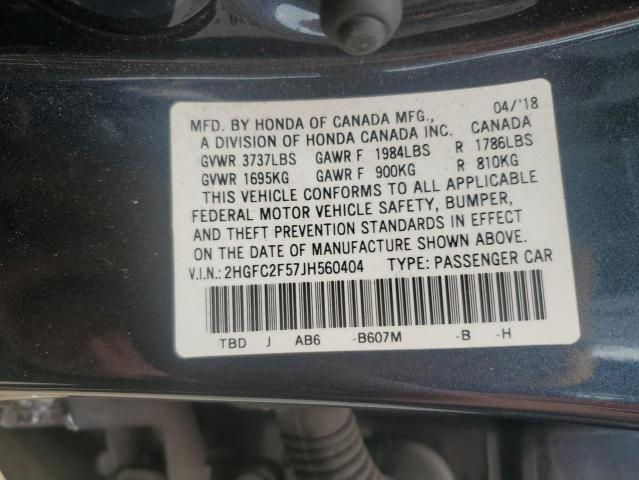 MFD. BY HONDA OF CANADA MFG., 04/'18
A DIVISION OF HONDA CANADA INC. CANADA
GVWR 3737LBS GAWR F 1984LBS R 1786LBS
GVWR 1695KG GAWR F 900KG R 810KG
THIS VEHICLE CONFORMS TO ALL APPLICABLE
FEDERAL MOTOR VEHICLE SAFETY, BUMPER,
AND THEFT PREVENTION STANDARDS IN EFFECT
ON THE DATE OF MANUFACTURE SHOWN ABOVE.
V.I.N.: 2HGFC2F57JH560404 TYPE: PASSENGER CAR
TBD J AB6 -B607M -B -H